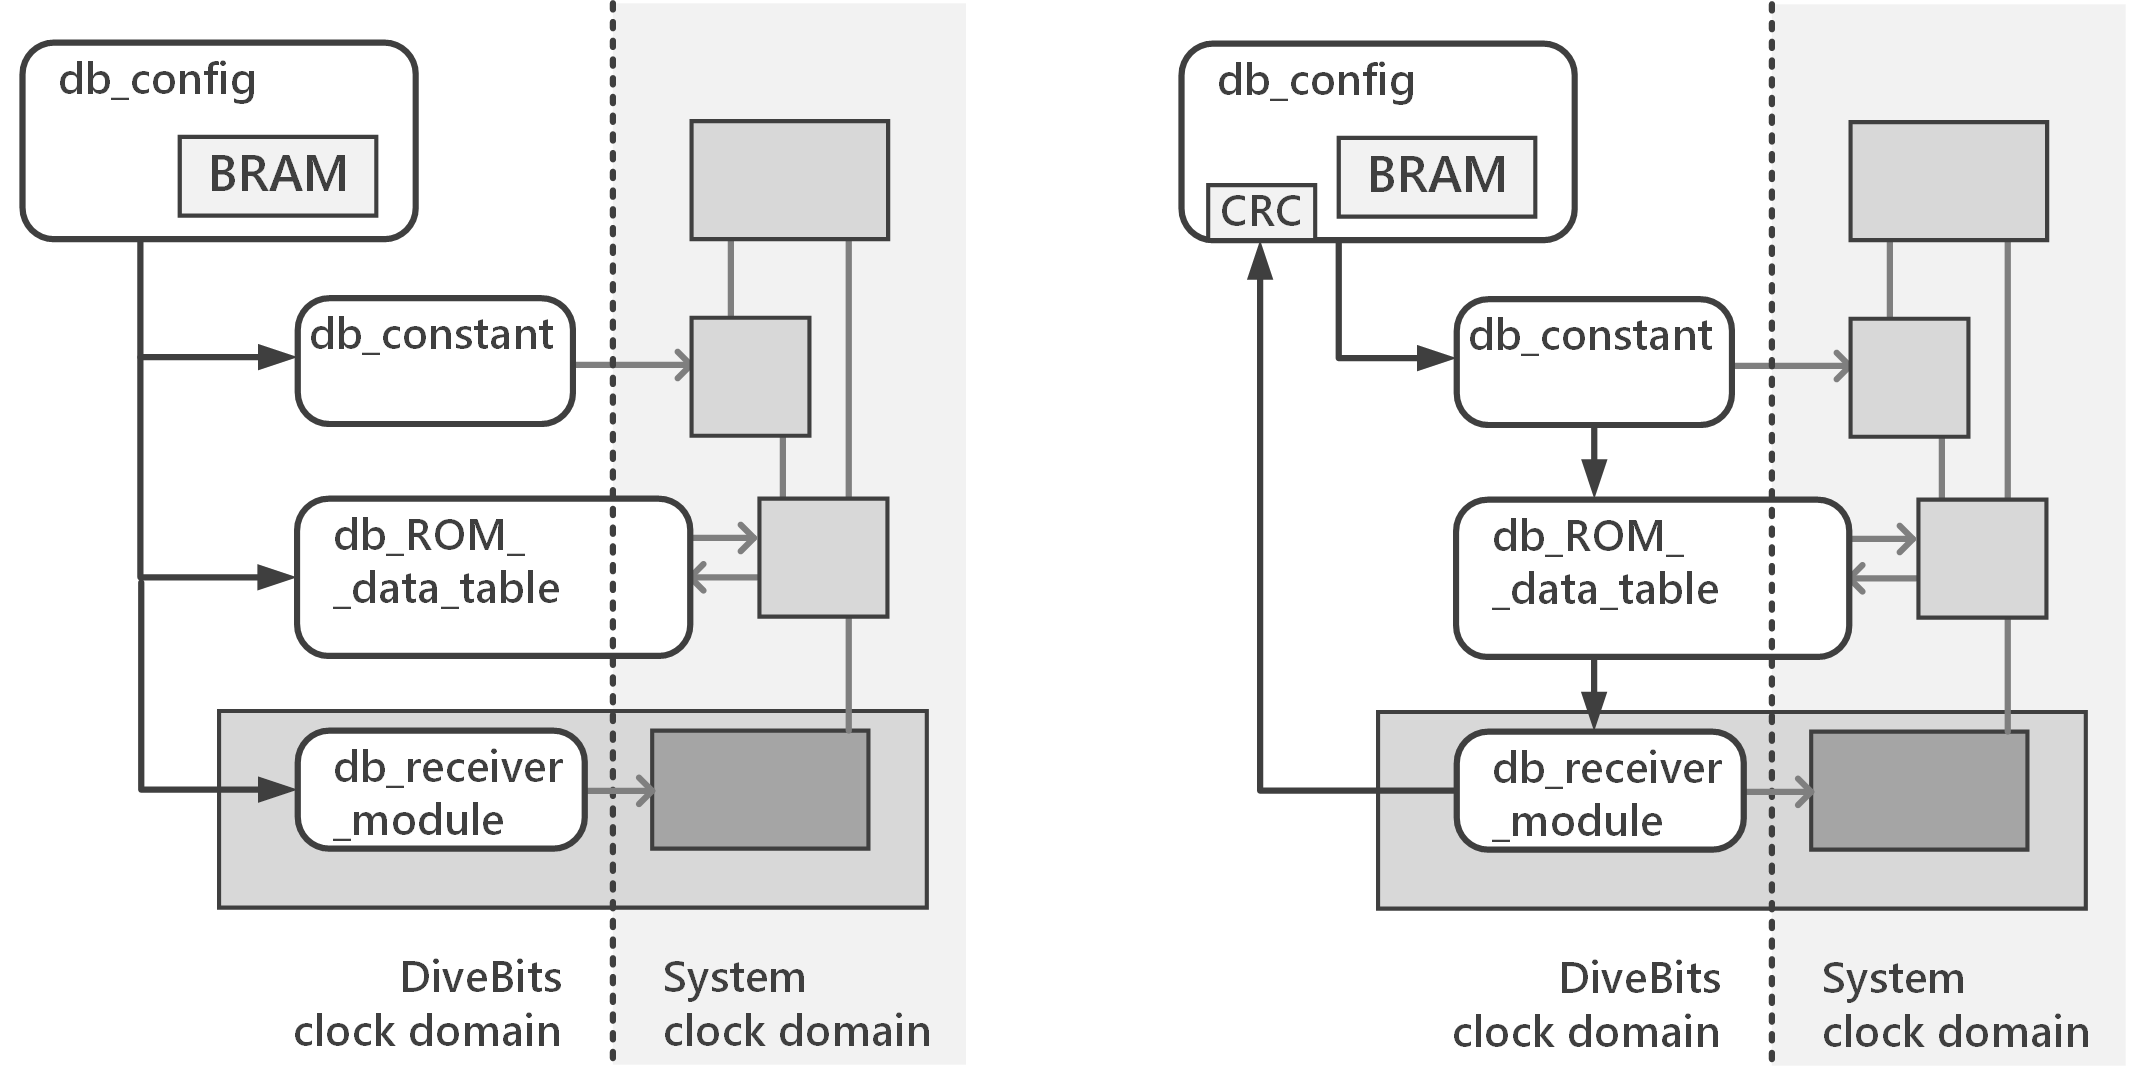 db_config
BRAM
db_constant
db_ROM_
_data_table
db_receiver
_module
DiveBits
clock domain
System
clock domain
db_config
BRAM
CRC
db_constant
db_ROM_
_data_table
db_receiver
_module
DiveBits
clock domain
System
clock domain